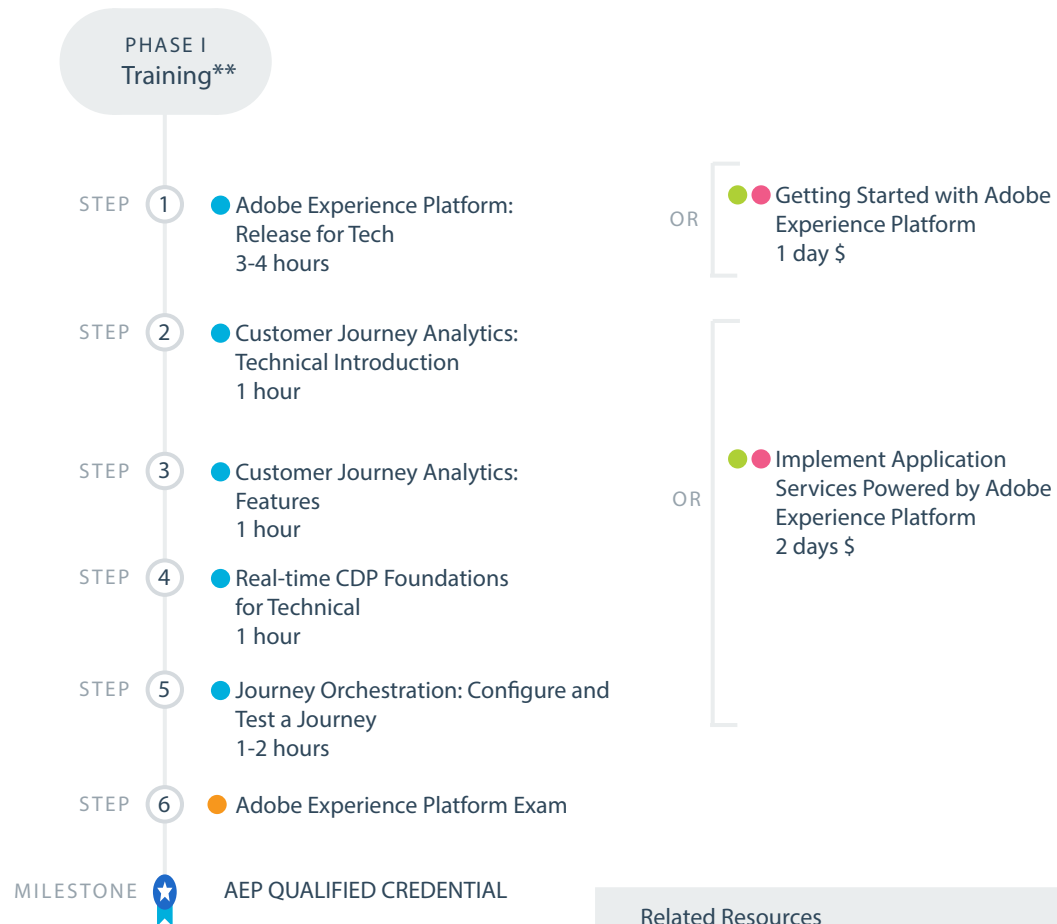 PHASE I
Training**
STEP 1
Adobe Experience Platform:
Release for Tech
3-4 hours
OR
Getting Started with Adobe
Experience Platform
1 day $
STEP 2
Customer Journey Analytics:
Technical Introduction
1 hour
STEP 3
Customer Journey Analytics:
Features
1 hour
OR
Implement Application
Services Powered by Adobe
Experience Platform
2 days $
STEP 4
Real-time CDP Foundations
for Technical
1 hour
STEP 5
Journey Orchestration: Configure and
Test a Journey
1-2 hours
STEP 6
Adobe Experience Platform Exam
MILESTONE
AEP QUALIFIED CREDENTIAL
Related Resources